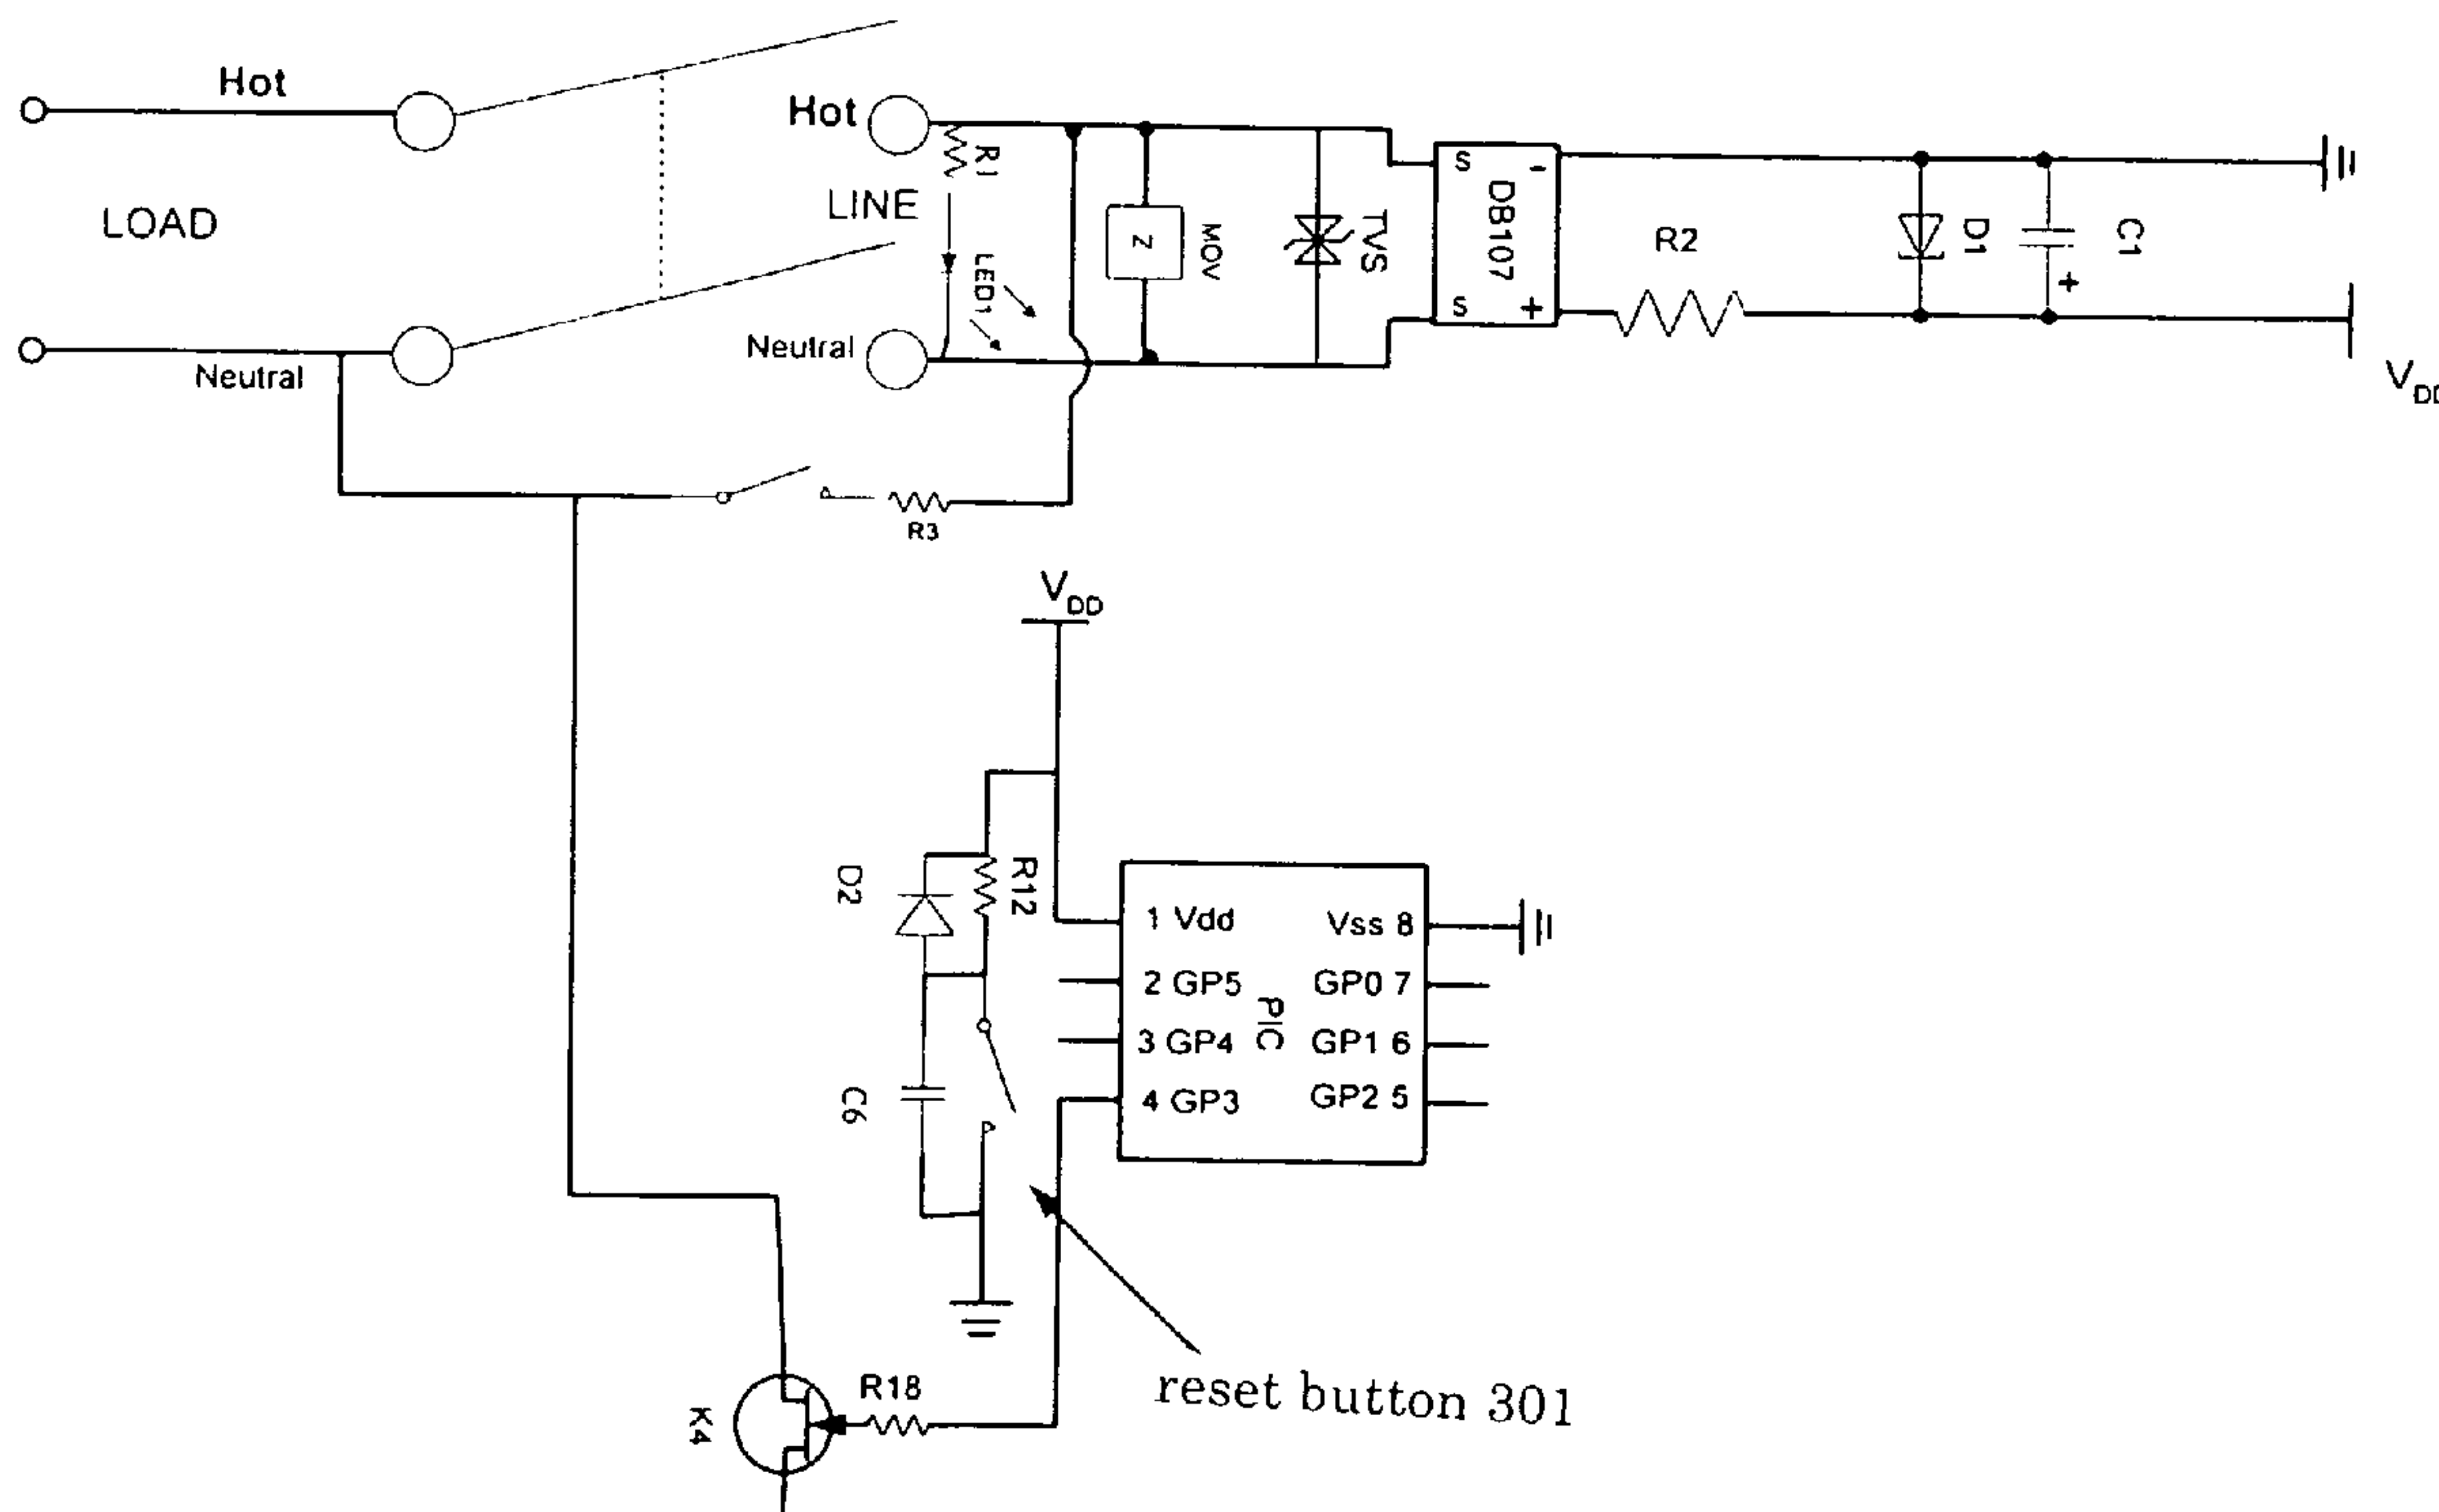 Hot
Hot
R1
LOAD
LINE
LED1
MOV
Z
TVS
S
-
DB107
S
+
R2
D1
C1
+
Neutral
Neutral
VDD
R3
VDD
D2
R12
1 Vdd
Vss 8
2 GP5
GP0 7
PIC
3 GP4
GP1 6
4 GP3
GP2 5
C6
reset button 301
R18
K4